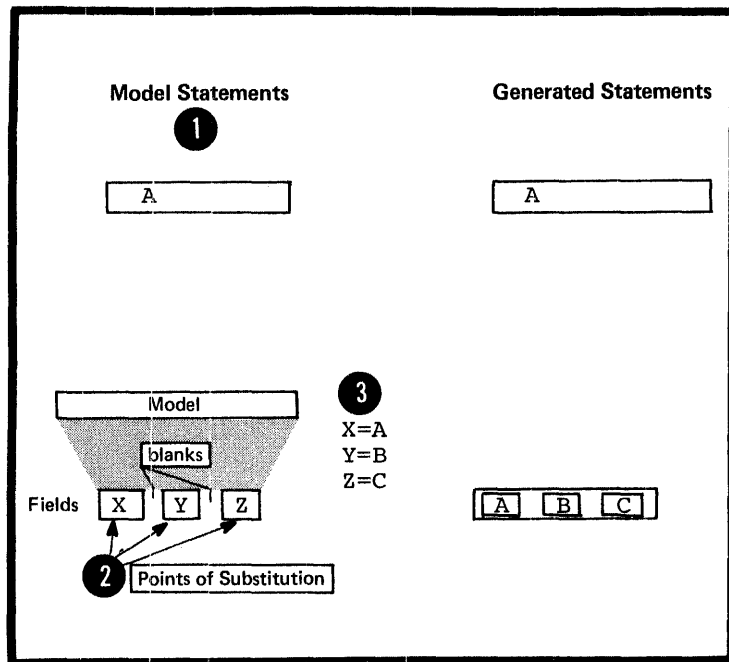 Model Statements
Generated Statements
1
A
A
Model
3
X=A
blanks
Y=B
Z=C
Fields X Y Z
A B C
2 Points of Substitution